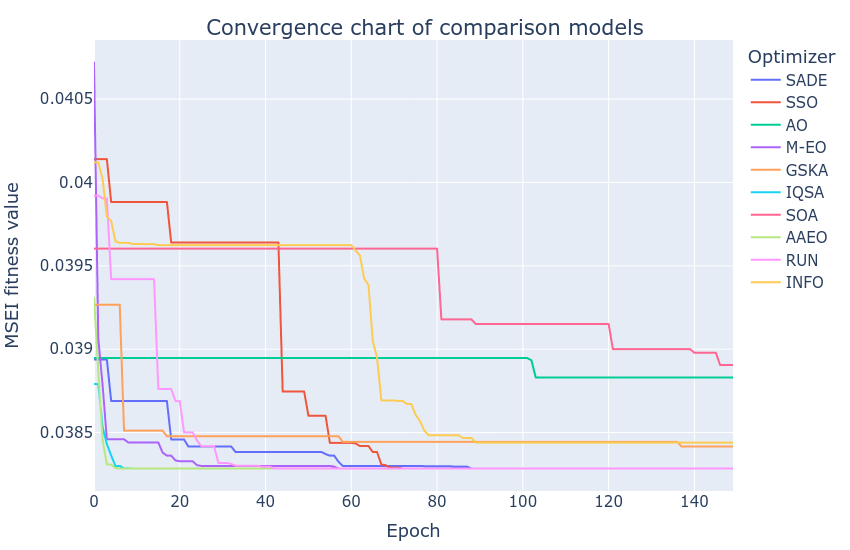 Convergence chart of comparison models
MSEI fitness value
0.0405
0.04
0.0395
0.039
0.0385
0 20 40 60 80 100 120 140
Epoch
Optimizer
SADE
SSO
AO
M-EO
GSKA
IQSA
SOA
AAEO
RUN
INFO